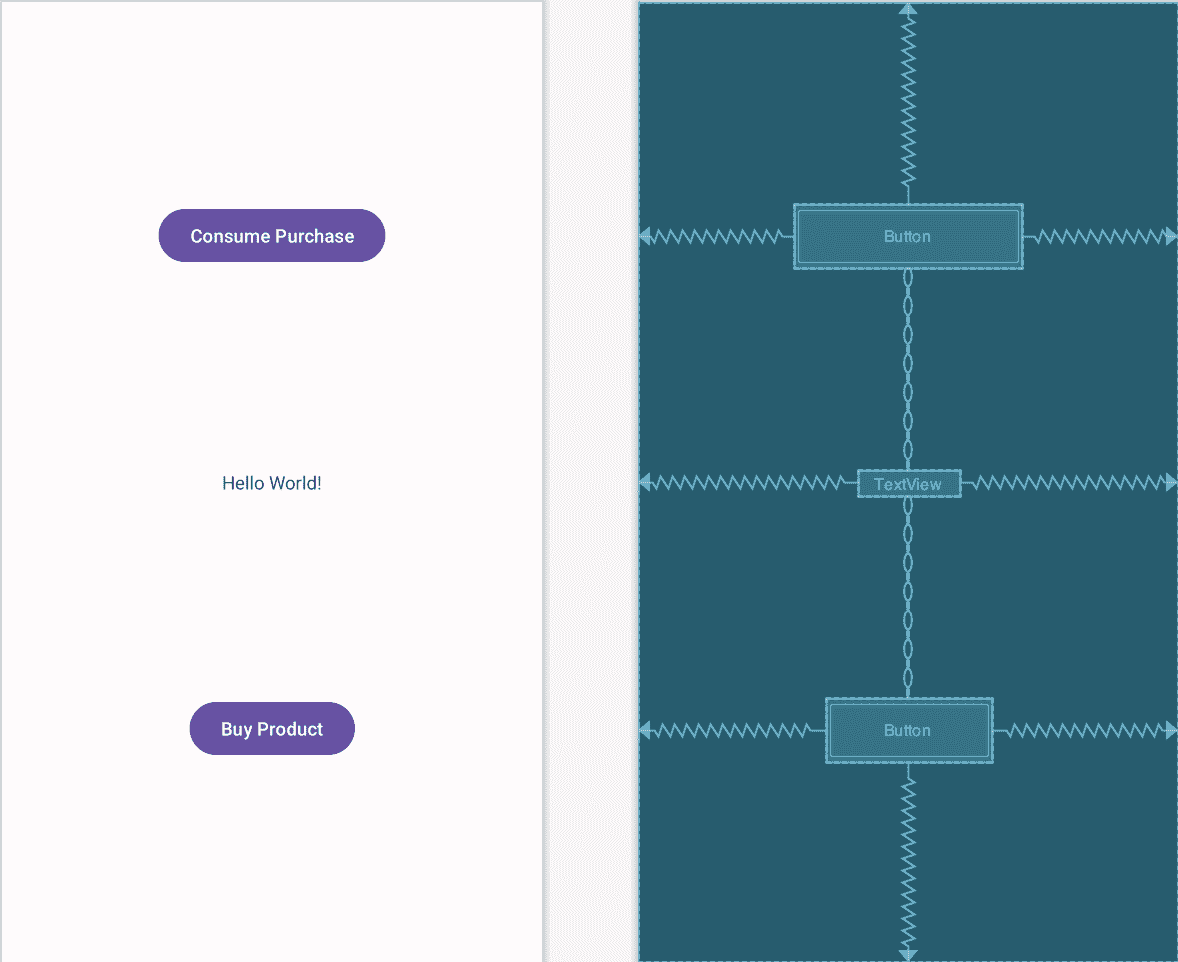 Consume Purchase
Button
Hello World!
TextView
Buy Product
Button